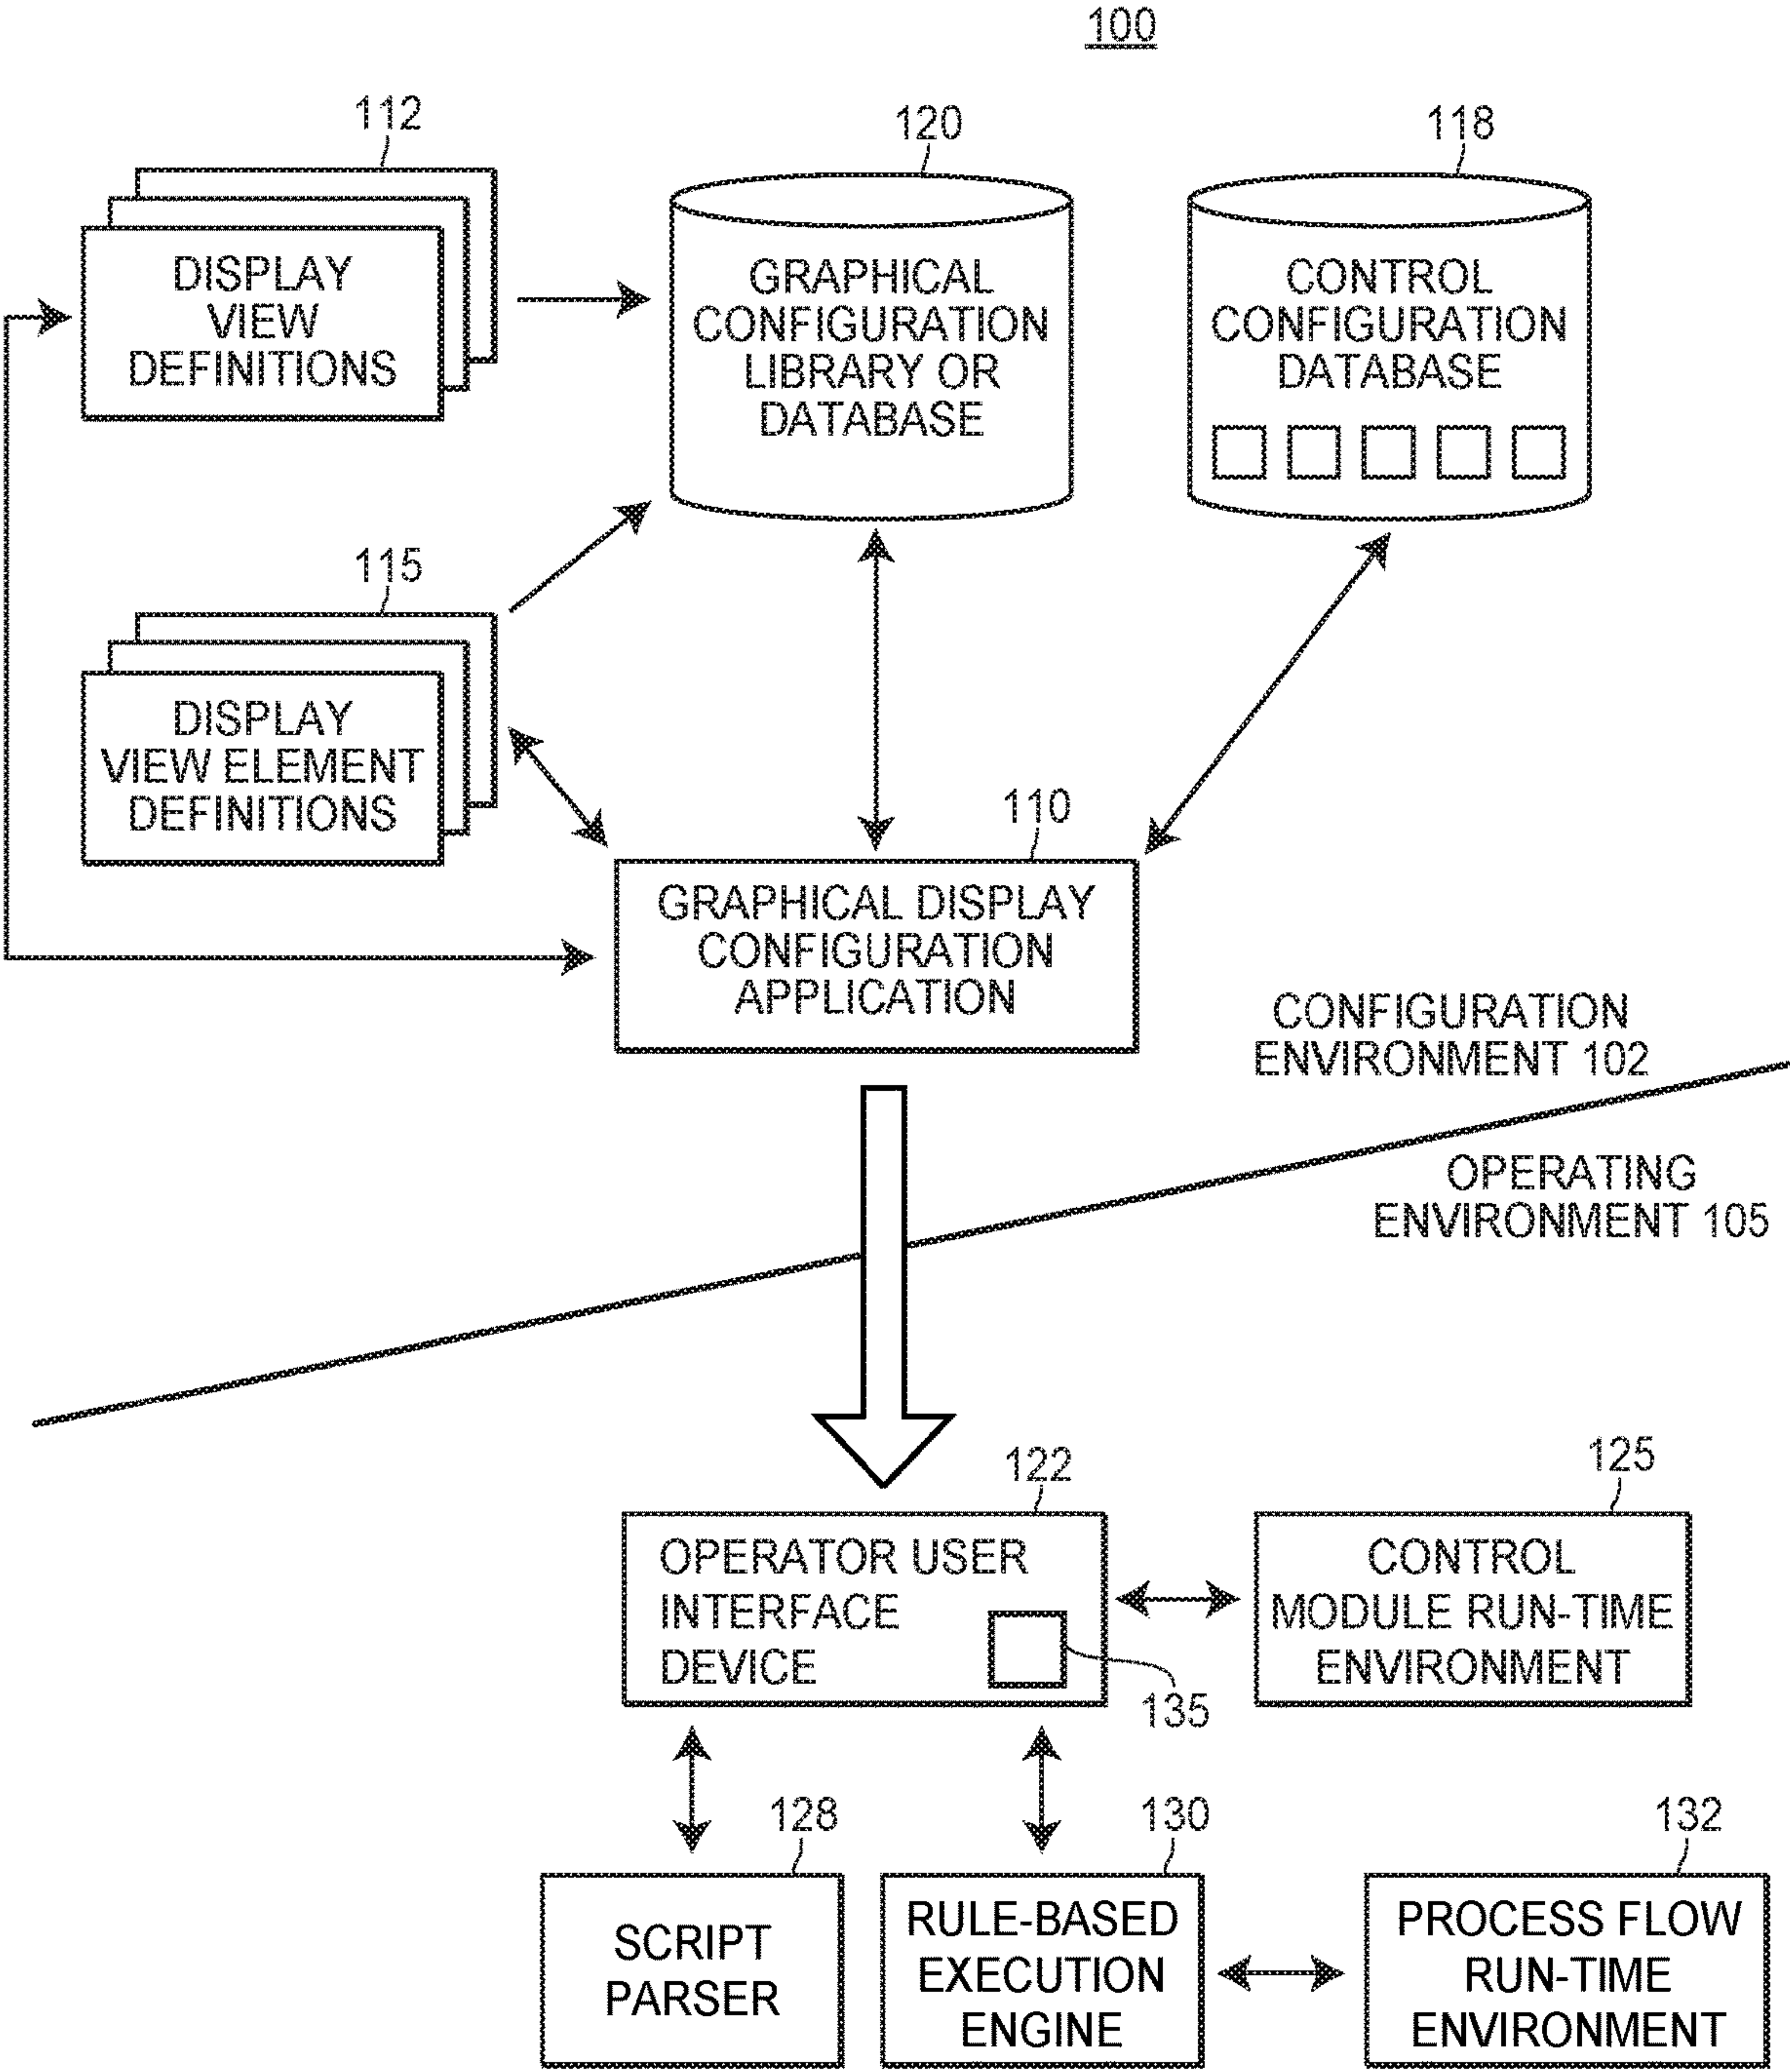 100
112
120
118
DISPLAY
VIEW
DEFINITIONS
GRAPHICAL
CONFIGURATION
LIBRARY OR
DATABASE
CONTROL
CONFIGURATION
DATABASE
115
DISPLAY
VIEW ELEMENT
DEFINITIONS
110
GRAPHICAL DISPLAY
CONFIGURATION
APPLICATION
CONFIGURATION
ENVIRONMENT 102
OPERATING
ENVIRONMENT 105
122
125
OPERATOR USER
INTERFACE
DEVICE
135
CONTROL
MODULE RUN-TIME
ENVIRONMENT
128
130
132
SCRIPT
PARSER
RULE-BASED
EXECUTION
ENGINE
PROCESS FLOW
RUN-TIME
ENVIRONMENT